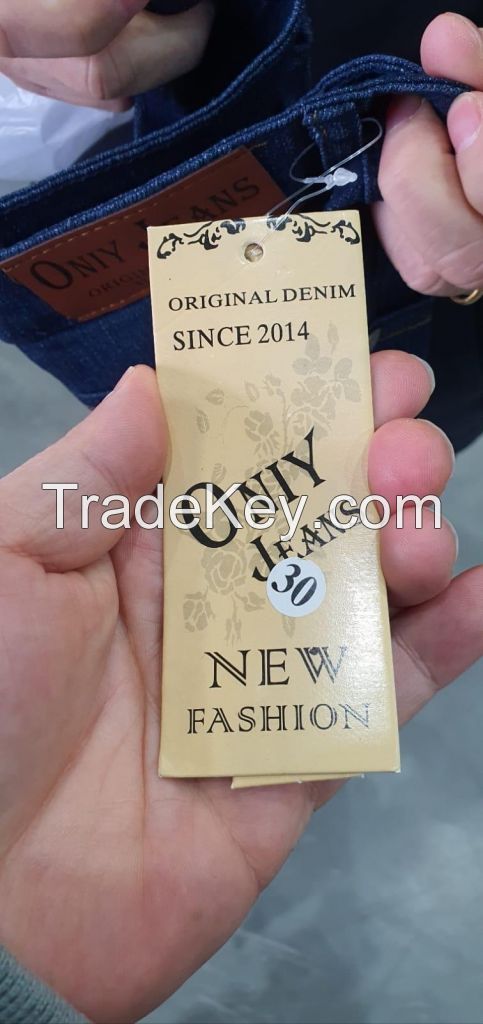 ONIY JEANS
ORIGINAL DENIM
SINCE 2014
ONIY
JEANS
30
NEW
FASHION
TradeKey.com